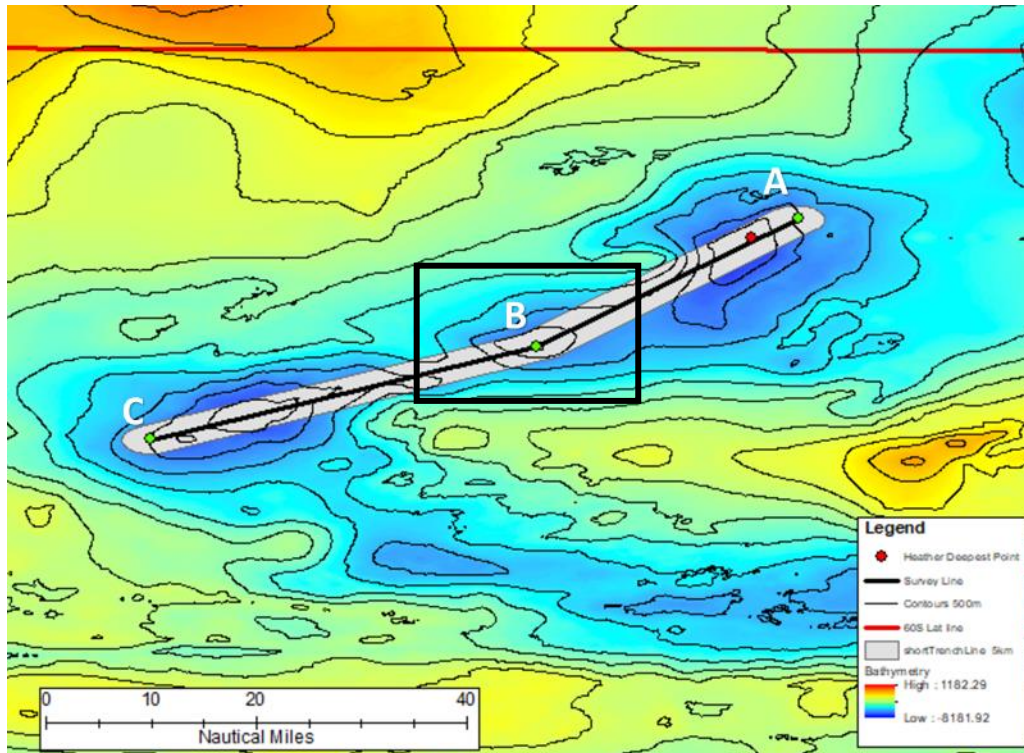 A
B
C
Legend
Heather Deepest Point
Survey Line
Contours 500m
60S Lat line
shortTrenchLine 5km
Bathymetry
High : 1182.29
Low : -8181.92
0 10 20 40
Nautical Miles